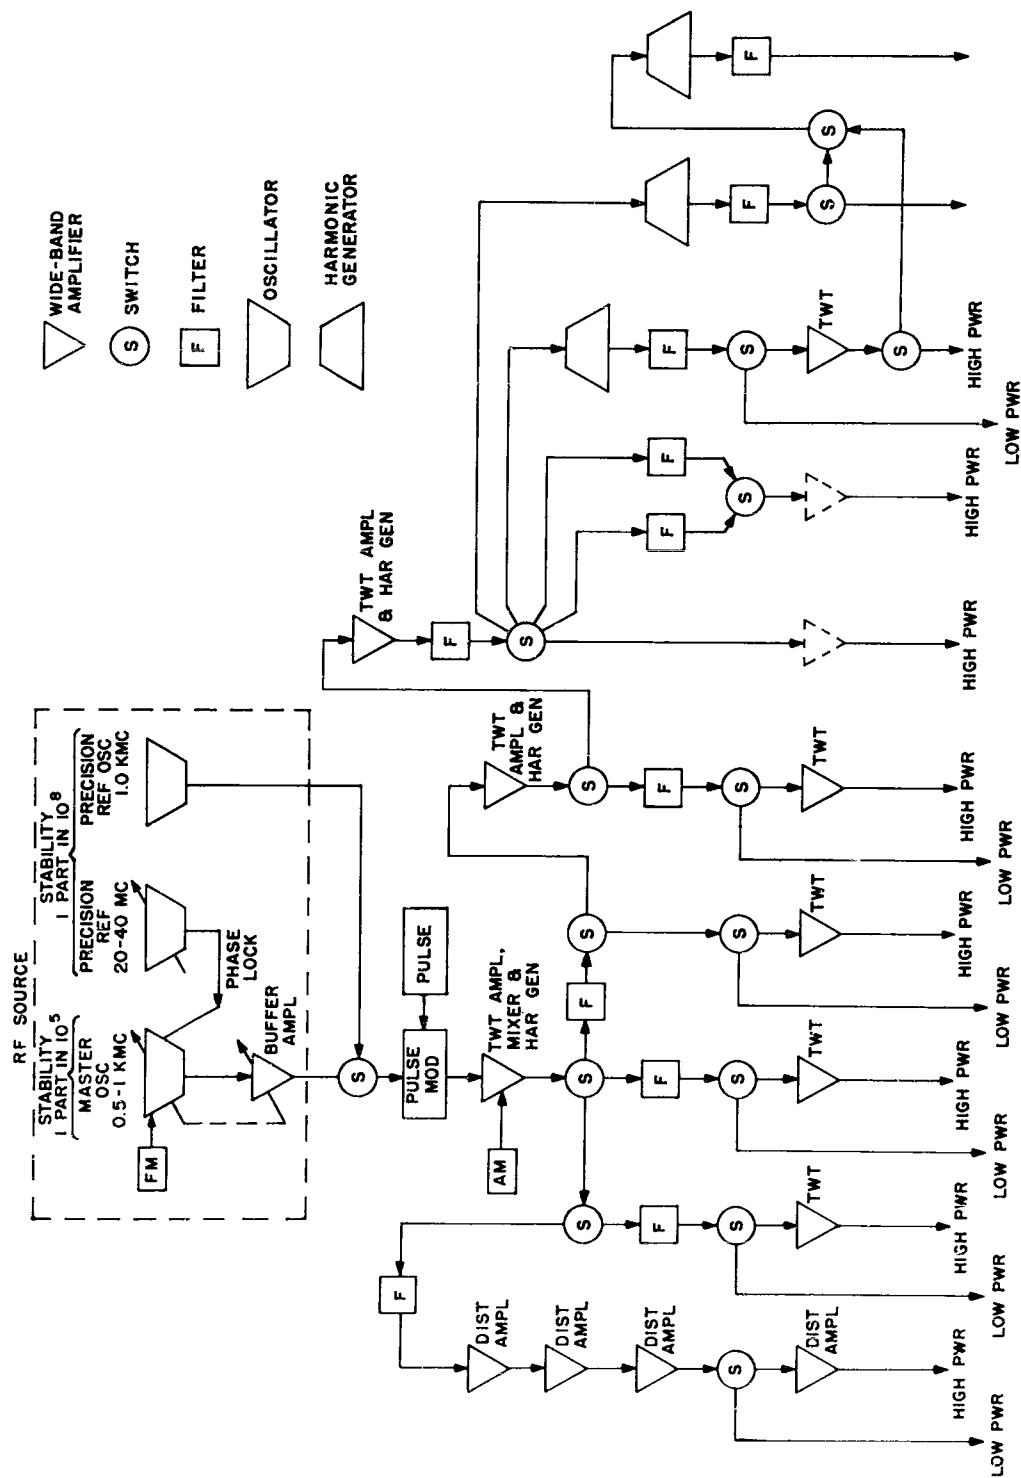 RF SOURCE
STABILITY
1 PART IN 10⁵
MASTER
OSC
0.5-1 KMC
STABILITY
1 PART IN 10⁸
PRECISION
REF
20-40 MC
PRECISION
REF OSC
1.0 KMC
WIDE-BAND
AMPLIFIER
S
SWITCH
F
FILTER
OSCILLATOR
HARMONIC
GENERATOR
FM
PHASE
LOCK
BUFFER
AMPL
S
PULSE
MOD
PULSE
TWT AMPL
& HAR GEN
F
F
AM
TWT AMPL,
MIXER &
HAR GEN
TWT
AMPL &
HAR GEN
S
DIST
AMPL
DIST
AMPL
DIST
AMPL
S
S
F
S
S
F
F
F
F
F
F
S
S
S
S
S
S
S
F
F
DIST
AMPL
TWT
TWT
TWT
TWT
TWT
S
S
S
HIGH PWR
HIGH PWR
HIGH PWR
HIGH PWR
HIGH PWR
HIGH PWR
HIGH PWR
HIGH PWR
LOW PWR
LOW PWR
LOW PWR
LOW PWR
LOW PWR
LOW PWR